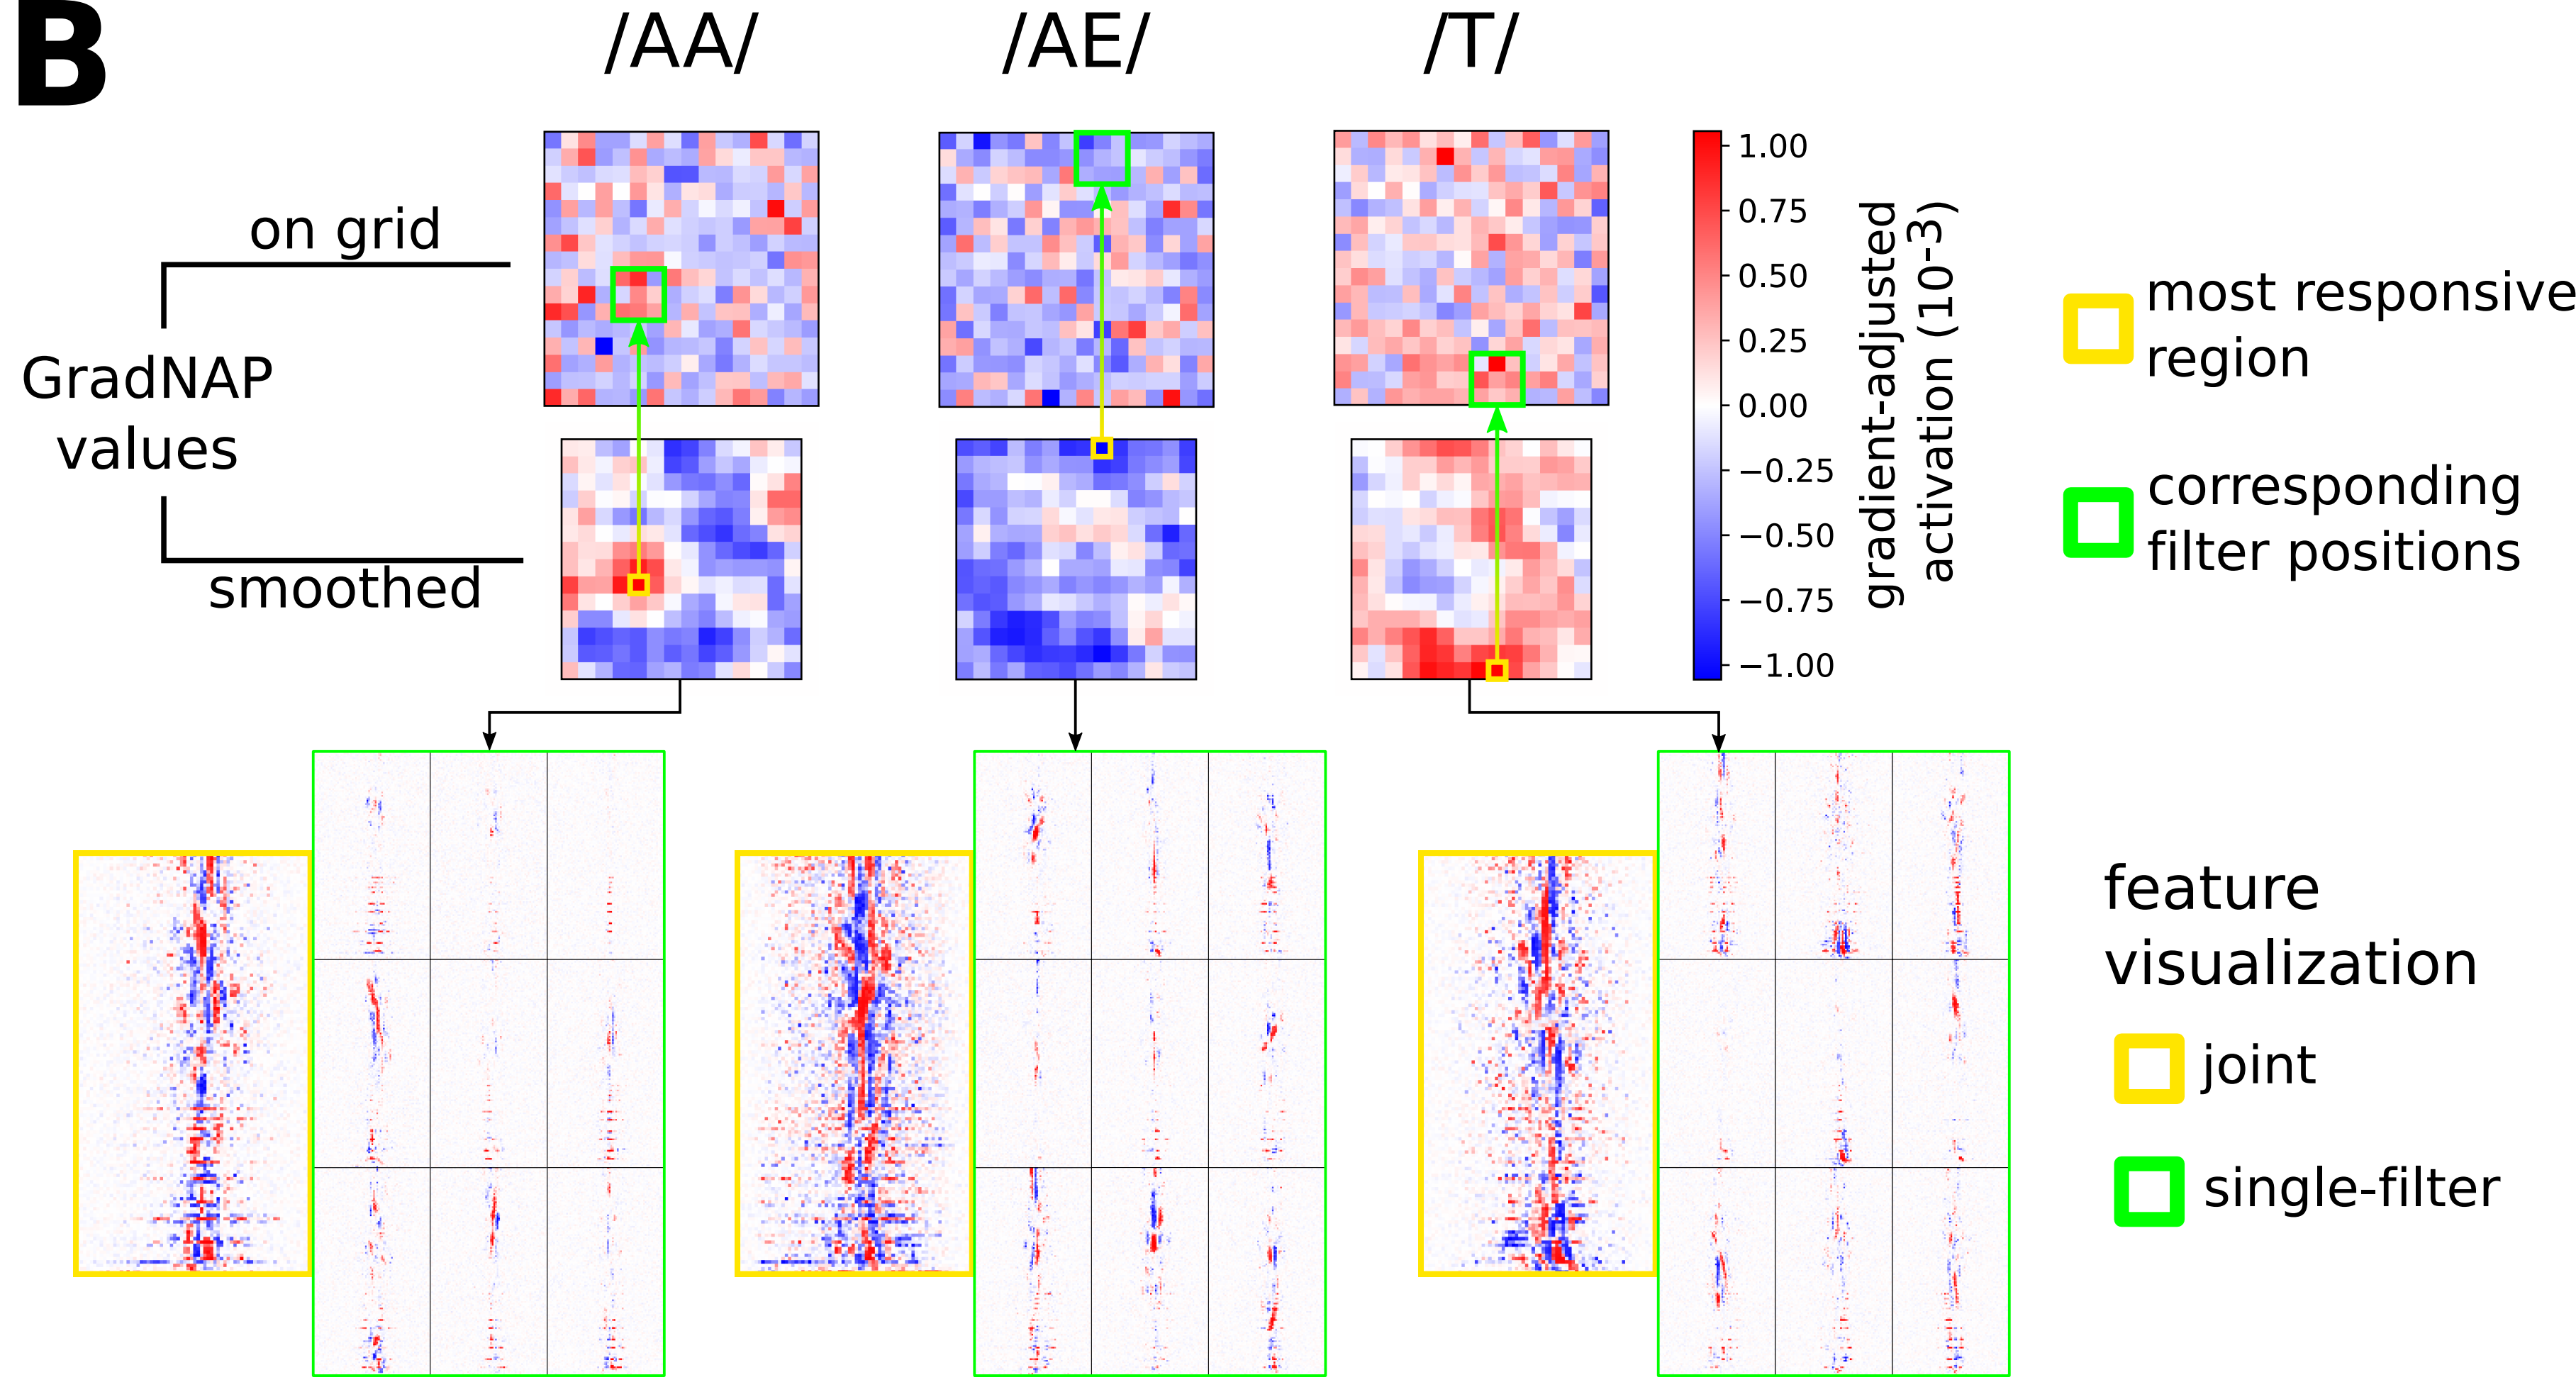 B
/AA/
/AE/
/T/
on grid
GradNAP
values
smoothed
1.00
0.75
0.50
0.25
0.00
−0.25
−0.50
−0.75
−1.00
gradient-adjusted
activation (10⁻³)
most responsive
region
corresponding
filter positions
feature
visualization
joint
single-filter